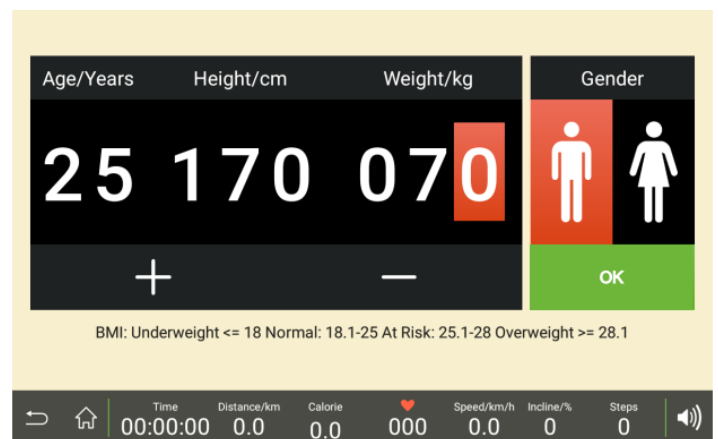 Age/Years Height/cm Weight/kg Gender
25 170 070
+ — OK
BMI: Underweight <= 18 Normal: 18.1-25 At Risk: 25.1-28 Overweight >= 28.1
Time Distance/km Calorie Speed/km/h Incline/% Steps
00:00:00 0.0 0.0 000 0.0 0 0